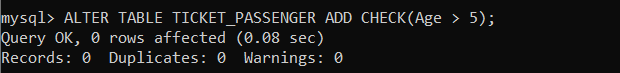 mysql> ALTER TABLE TICKET_PASSENGER ADD CHECK(Age > 5);
Query OK, 0 rows affected (0.08 sec)
Records: 0  Duplicates: 0  Warnings: 0